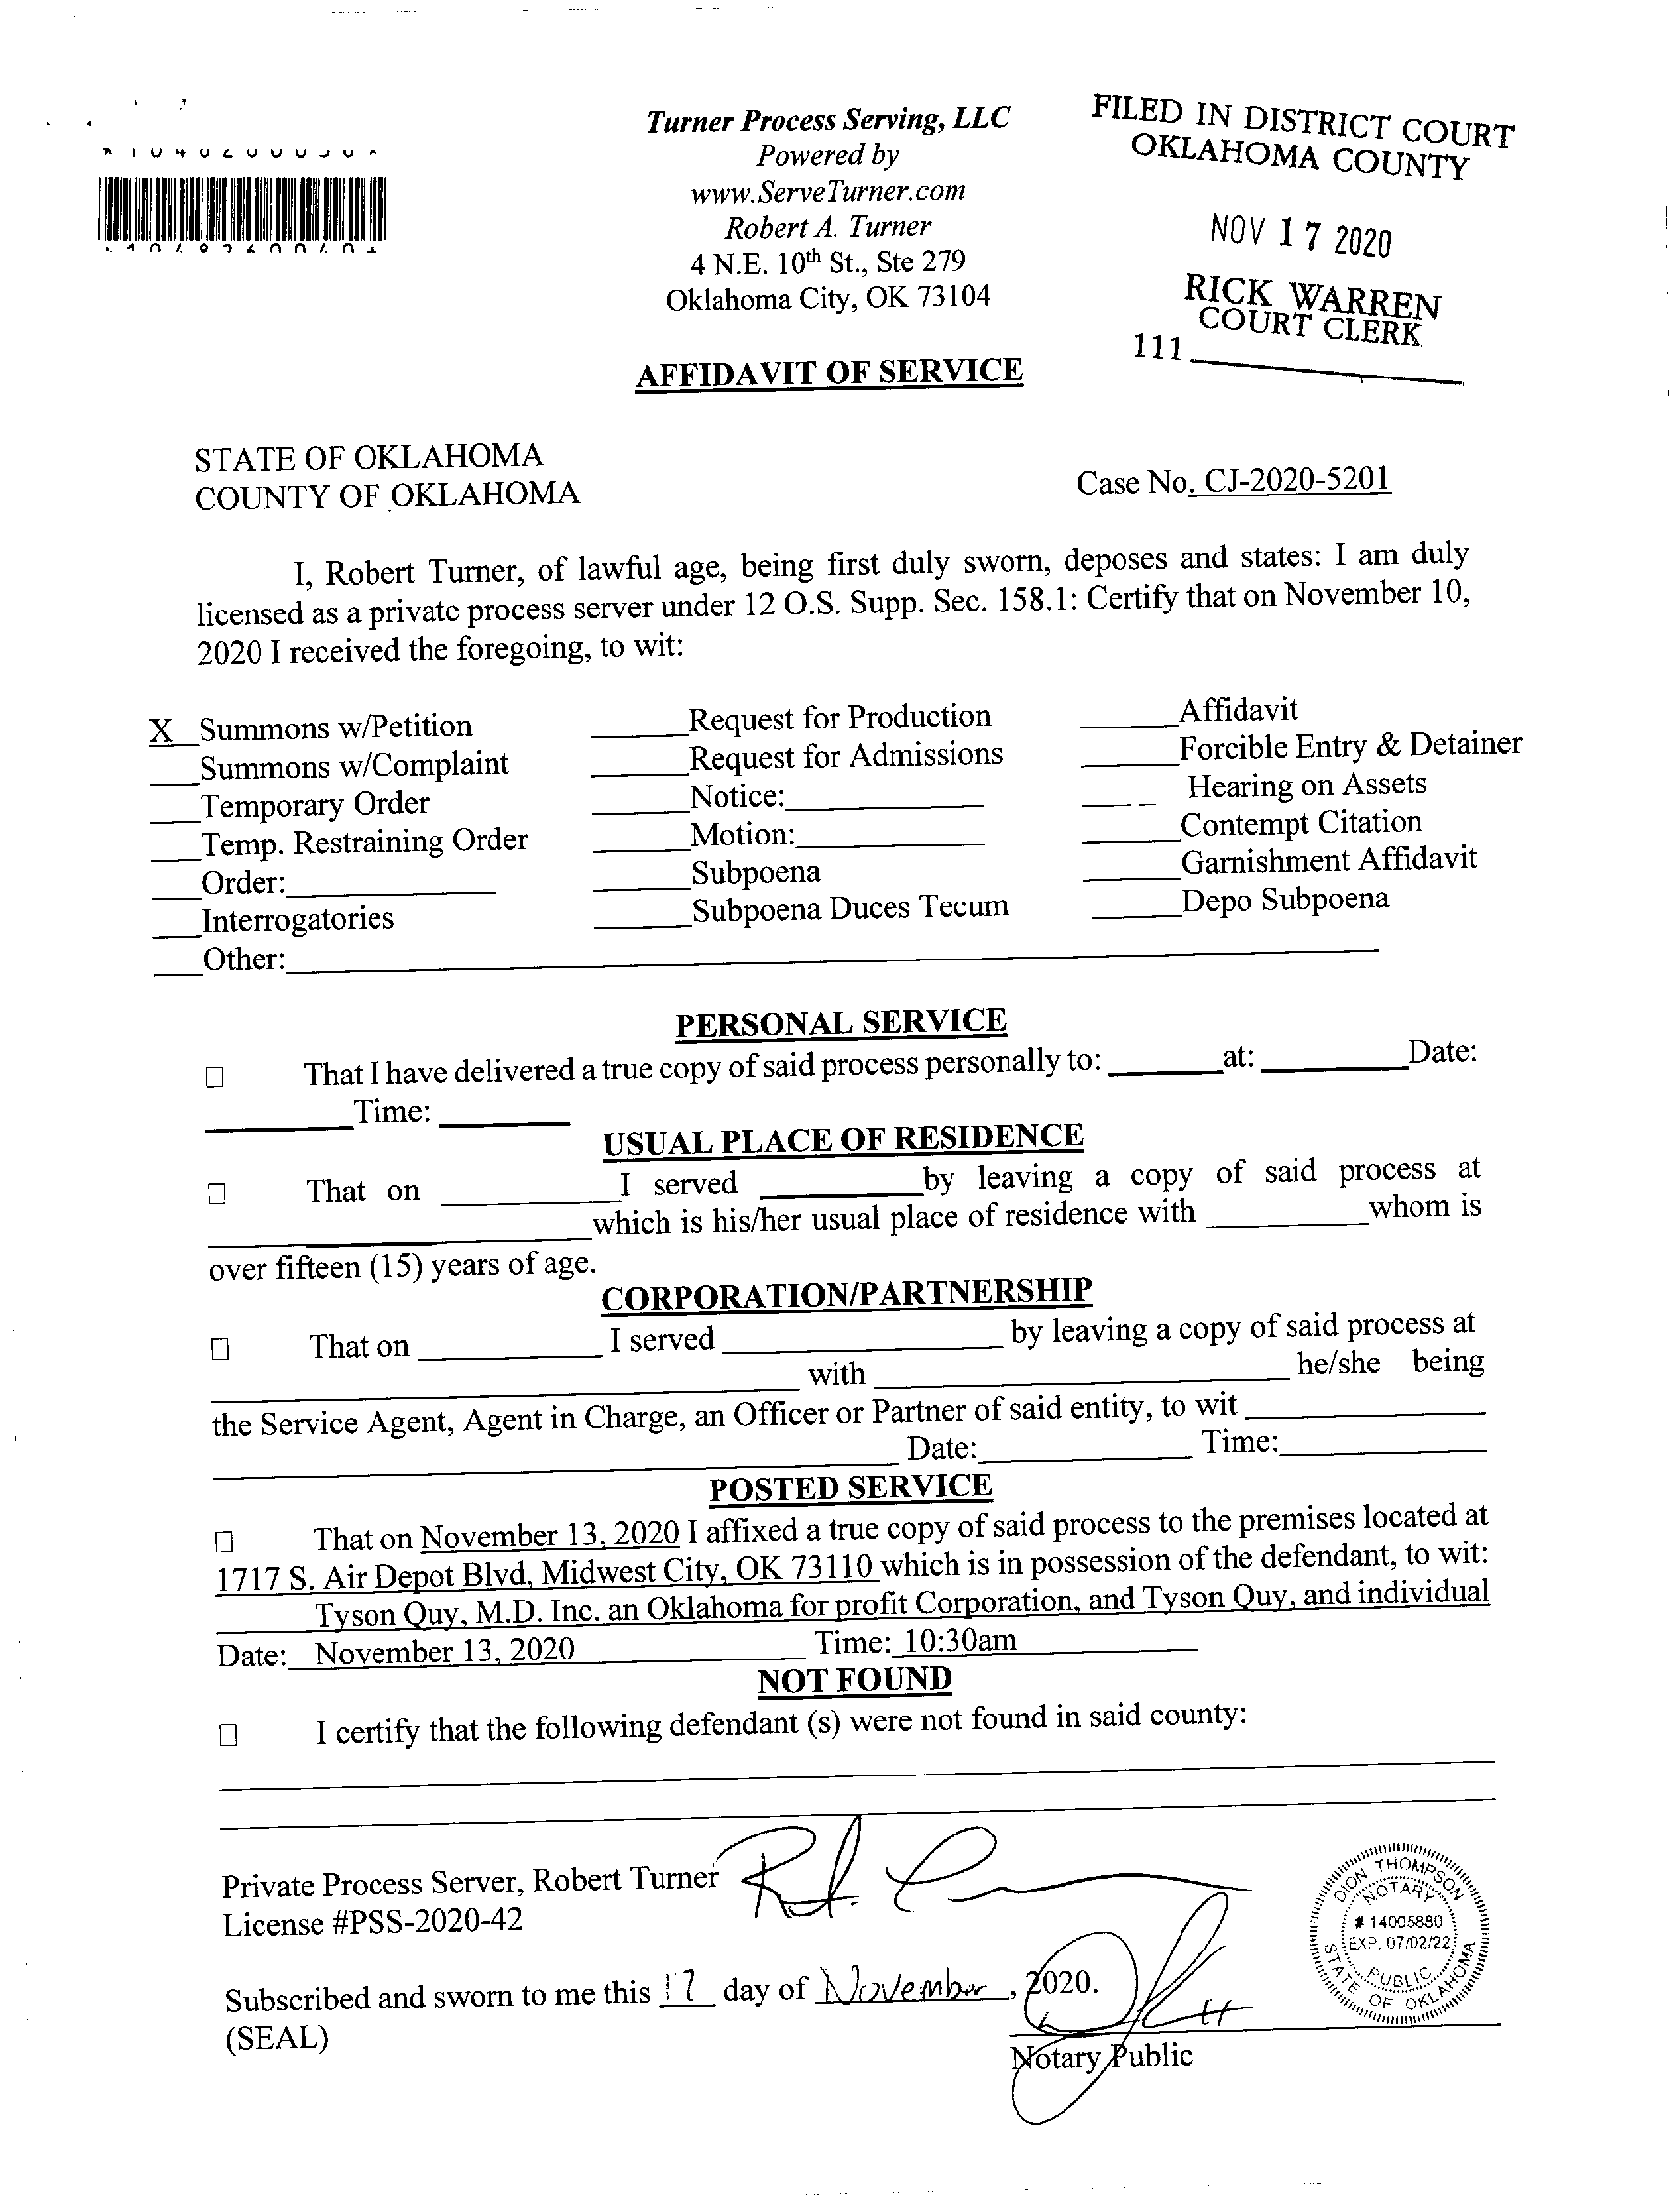 Turner Process Serving, LLC
Powered by
www.ServeTurner.com
Robert A. Turner
4 N.E. 10th St., Ste 279
Oklahoma City, OK 73104
FILED IN DISTRICT COURT
OKLAHOMA COUNTY
NOV 17 2020
RICK WARREN
COURT CLERK
111
AFFIDAVIT OF SERVICE
STATE OF OKLAHOMA
COUNTY OF OKLAHOMA
Case No. CJ-2020-5201
I, Robert Turner, of lawful age, being first duly sworn, deposes and states: I am duly
licensed as a private process server under 12 O.S. Supp. Sec. 158.1: Certify that on November 10,
2020 I received the foregoing, to wit:
X Summons w/Petition
___Summons w/Complaint
___Temporary Order
___Temp. Restraining Order
___Order:___
___Interrogatories
___Other:___
___Request for Production
___Request for Admissions
___Notice:___
___Motion:___
___Subpoena
___Subpoena Duces Tecum
___Affidavit
___Forcible Entry & Detainer
___ Hearing on Assets
___Contempt Citation
___Garnishment Affidavit
___Depo Subpoena
PERSONAL SERVICE
☐ That I have delivered a true copy of said process personally to: ___at: ___Date:
___Time: ___
USUAL PLACE OF RESIDENCE
☐ That on ___I served ___by leaving a copy of said process at
___which is his/her usual place of residence with ___whom is
over fifteen (15) years of age.
CORPORATION/PARTNERSHIP
☐ That on ___ I served ___ by leaving a copy of said process at
___ with ___ he/she being
the Service Agent, Agent in Charge, an Officer or Partner of said entity, to wit ___
___ Date:___ Time:___
POSTED SERVICE
☐ That on November 13, 2020 I affixed a true copy of said process to the premises located at
1717 S. Air Depot Blvd, Midwest City, OK 73110 which is in possession of the defendant, to wit:
Tyson Quy, M.D. Inc. an Oklahoma for profit Corporation, and Tyson Quy, and individual
Date: November 13, 2020 Time: 10:30am
NOT FOUND
☐ I certify that the following defendant (s) were not found in said county:
Private Process Server, Robert Turner
License #PSS-2020-42
Subscribed and sworn to me this 17 day of November, 2020.
(SEAL)
Notary Public
DION THOMPSON
NOTARY
# 14005880
EXP. 07/02/22
PUBLIC
STATE OF OKLAHOMA